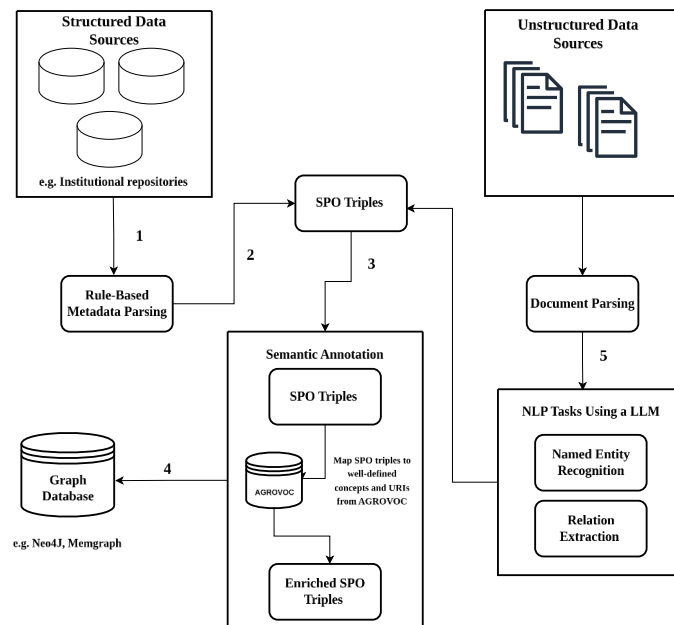 Structured Data
Sources
e.g. Institutional repositories
Unstructured Data
Sources
1
2
SPO Triples
3
Rule-Based
Metadata Parsing
Document Parsing
5
Semantic Annotation
SPO Triples
Map SPO triples to
well-defined
concepts and URIs
from AGROVOC
AGROVOC
Enriched SPO
Triples
4
Graph
Database
e.g. Neo4J, Memgraph
NLP Tasks Using a LLM
Named Entity
Recognition
Relation
Extraction